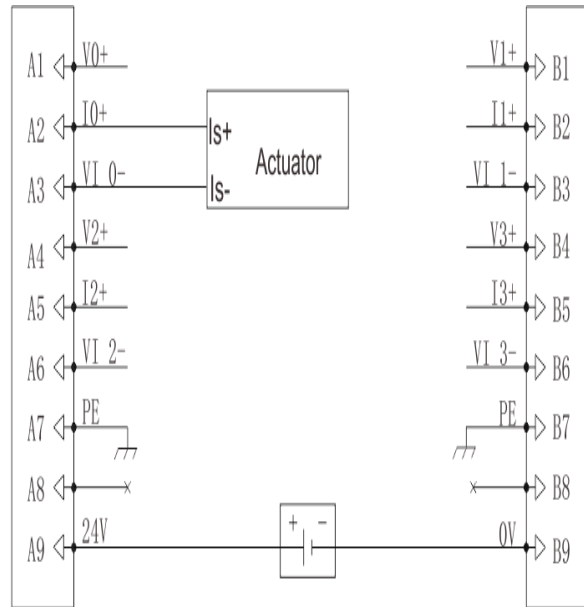 A1 V0+ V1+ B1
A2 I0+ Is+ I1+ B2
Actuator
A3 VI 0- Is- VI 1- B3
A4 V2+ V3+ B4
A5 I2+ I3+ B5
A6 VI 2- VI 3- B6
A7 PE PE B7
A8 B8
+ -
A9 24V 0V B9